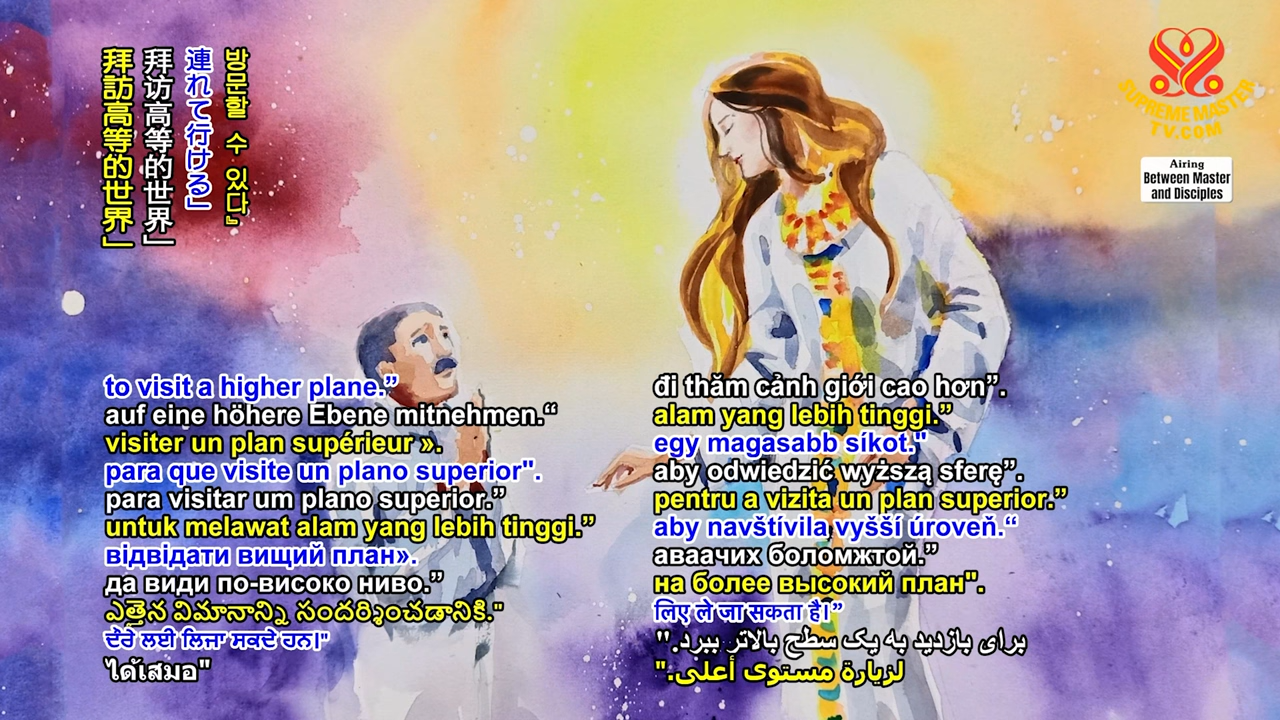 拜訪高等的世界」
拜访高等的世界」
連れて行ける」
방문할 수 있다』
SUPREME MASTER
TV.COM
Airing
Between Master
and Disciples
to visit a higher plane.”
auf eine höhere Ebene mitnehmen.“
visiter un plan supérieur ».
para que visite un plano superior".
para visitar um plano superior.”
untuk melawat alam yang lebih tinggi.”
відвідати вищий план».
да види по-високо ниво.”
ఎత్తైన విమానాన్ని సందర్శించడానికి."
ਦੌਰੇ ਲਈ ਲਿਜਾ ਸਕਦੇ ਹਨ।"
ได้เสมอ"
đi thăm cảnh giới cao hơn”.
alam yang lebih tinggi.”
egy magasabb síkot."
aby odwiedzić wyższą sferę”.
pentru a vizita un plan superior.”
aby navštívila vyšší úroveň.“
аваачих боломжтой.”
на более высокий план".
लिए ले जा सकता है।”
برای بازدید به یک سطح بالاتر ببرد."
لزيارة مستوى أعلى."